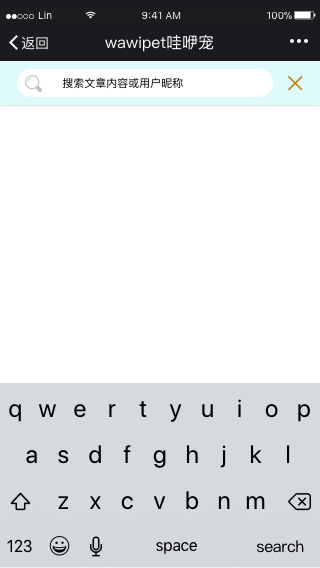 Lin 9:41 AM 100%
返回 wawipet哇咿宠
搜索文章内容或用户昵称
q w e r t y u i o p
a s d f g h j k l
z x c v b n m
123 space search